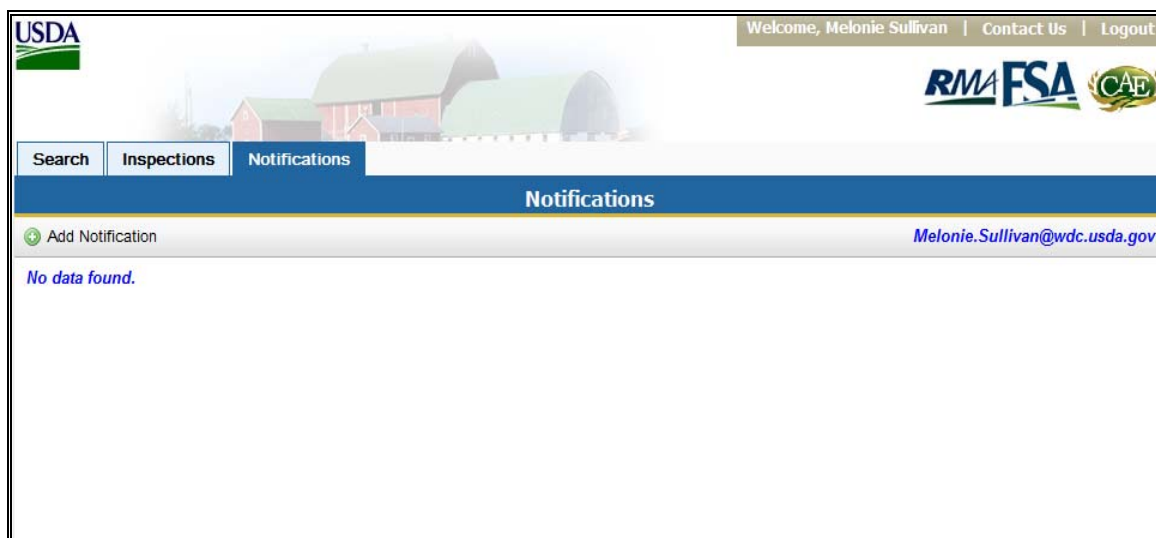 USDA
Welcome, Melonie Sullivan | Contact Us | Logout
RMA FSA CAE
Search Inspections Notifications
Notifications
Add Notification Melonie.Sullivan@wdc.usda.gov
No data found.